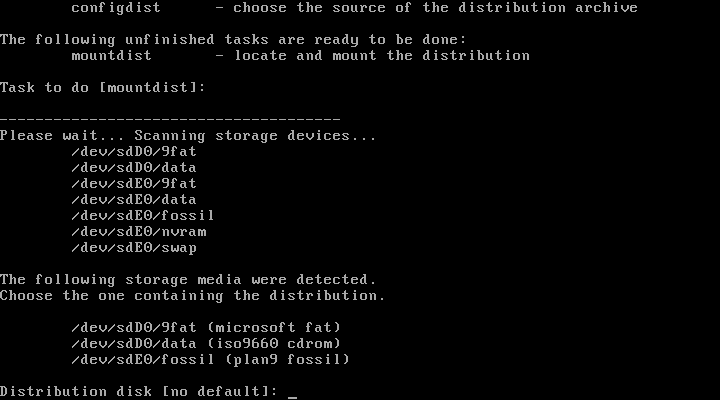 configdist - choose the source of the distribution archive
The following unfinished tasks are ready to be done:
mountdist - locate and mount the distribution
Task to do [mountdist]:
--------------------------------------
Please wait... Scanning storage devices...
/dev/sdD0/9fat
/dev/sdD0/data
/dev/sdE0/9fat
/dev/sdE0/data
/dev/sdE0/fossil
/dev/sdE0/nvram
/dev/sdE0/swap
The following storage media were detected.
Choose the one containing the distribution.
/dev/sdD0/9fat (microsoft fat)
/dev/sdD0/data (iso9660 cdrom)
/dev/sdE0/fossil (plan9 fossil)
Distribution disk [no default]: _